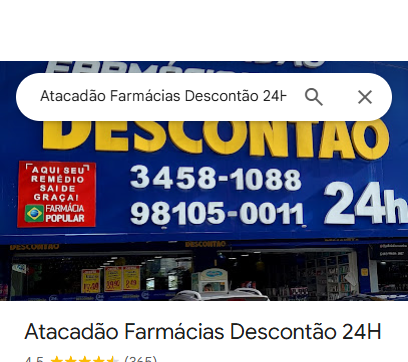 Atacadão Farmácias Descontão 24H
DESCONTÃO
AQUI SEU
REMÉDIO
SAI DE
GRAÇA!
FARMÁCIA
POPULAR
3458-1088
98105-0011
24h
DESCONTÃO
DESCONTÃO
Atacadão Farmácias Descontão 24H
4,5 (365)